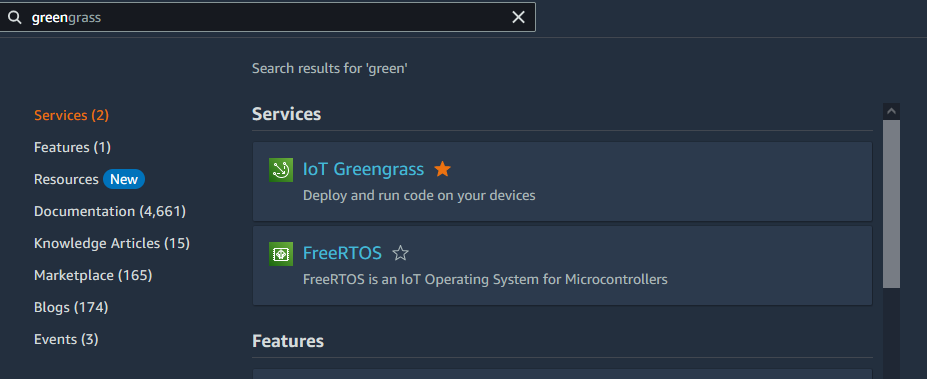 greengrass
Search results for 'green'
Services (2)
Features (1)
Resources New
Documentation (4,661)
Knowledge Articles (15)
Marketplace (165)
Blogs (174)
Events (3)
Services
IoT Greengrass
Deploy and run code on your devices
FreeRTOS
FreeRTOS is an IoT Operating System for Microcontrollers
Features